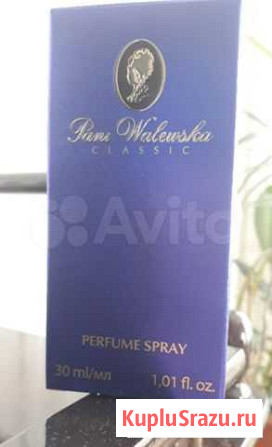 Pani Walewska
CLASSIC
Avito
PERFUME SPRAY
30 ml/мл 1,01 fl. oz.
KupluSrazu.ru